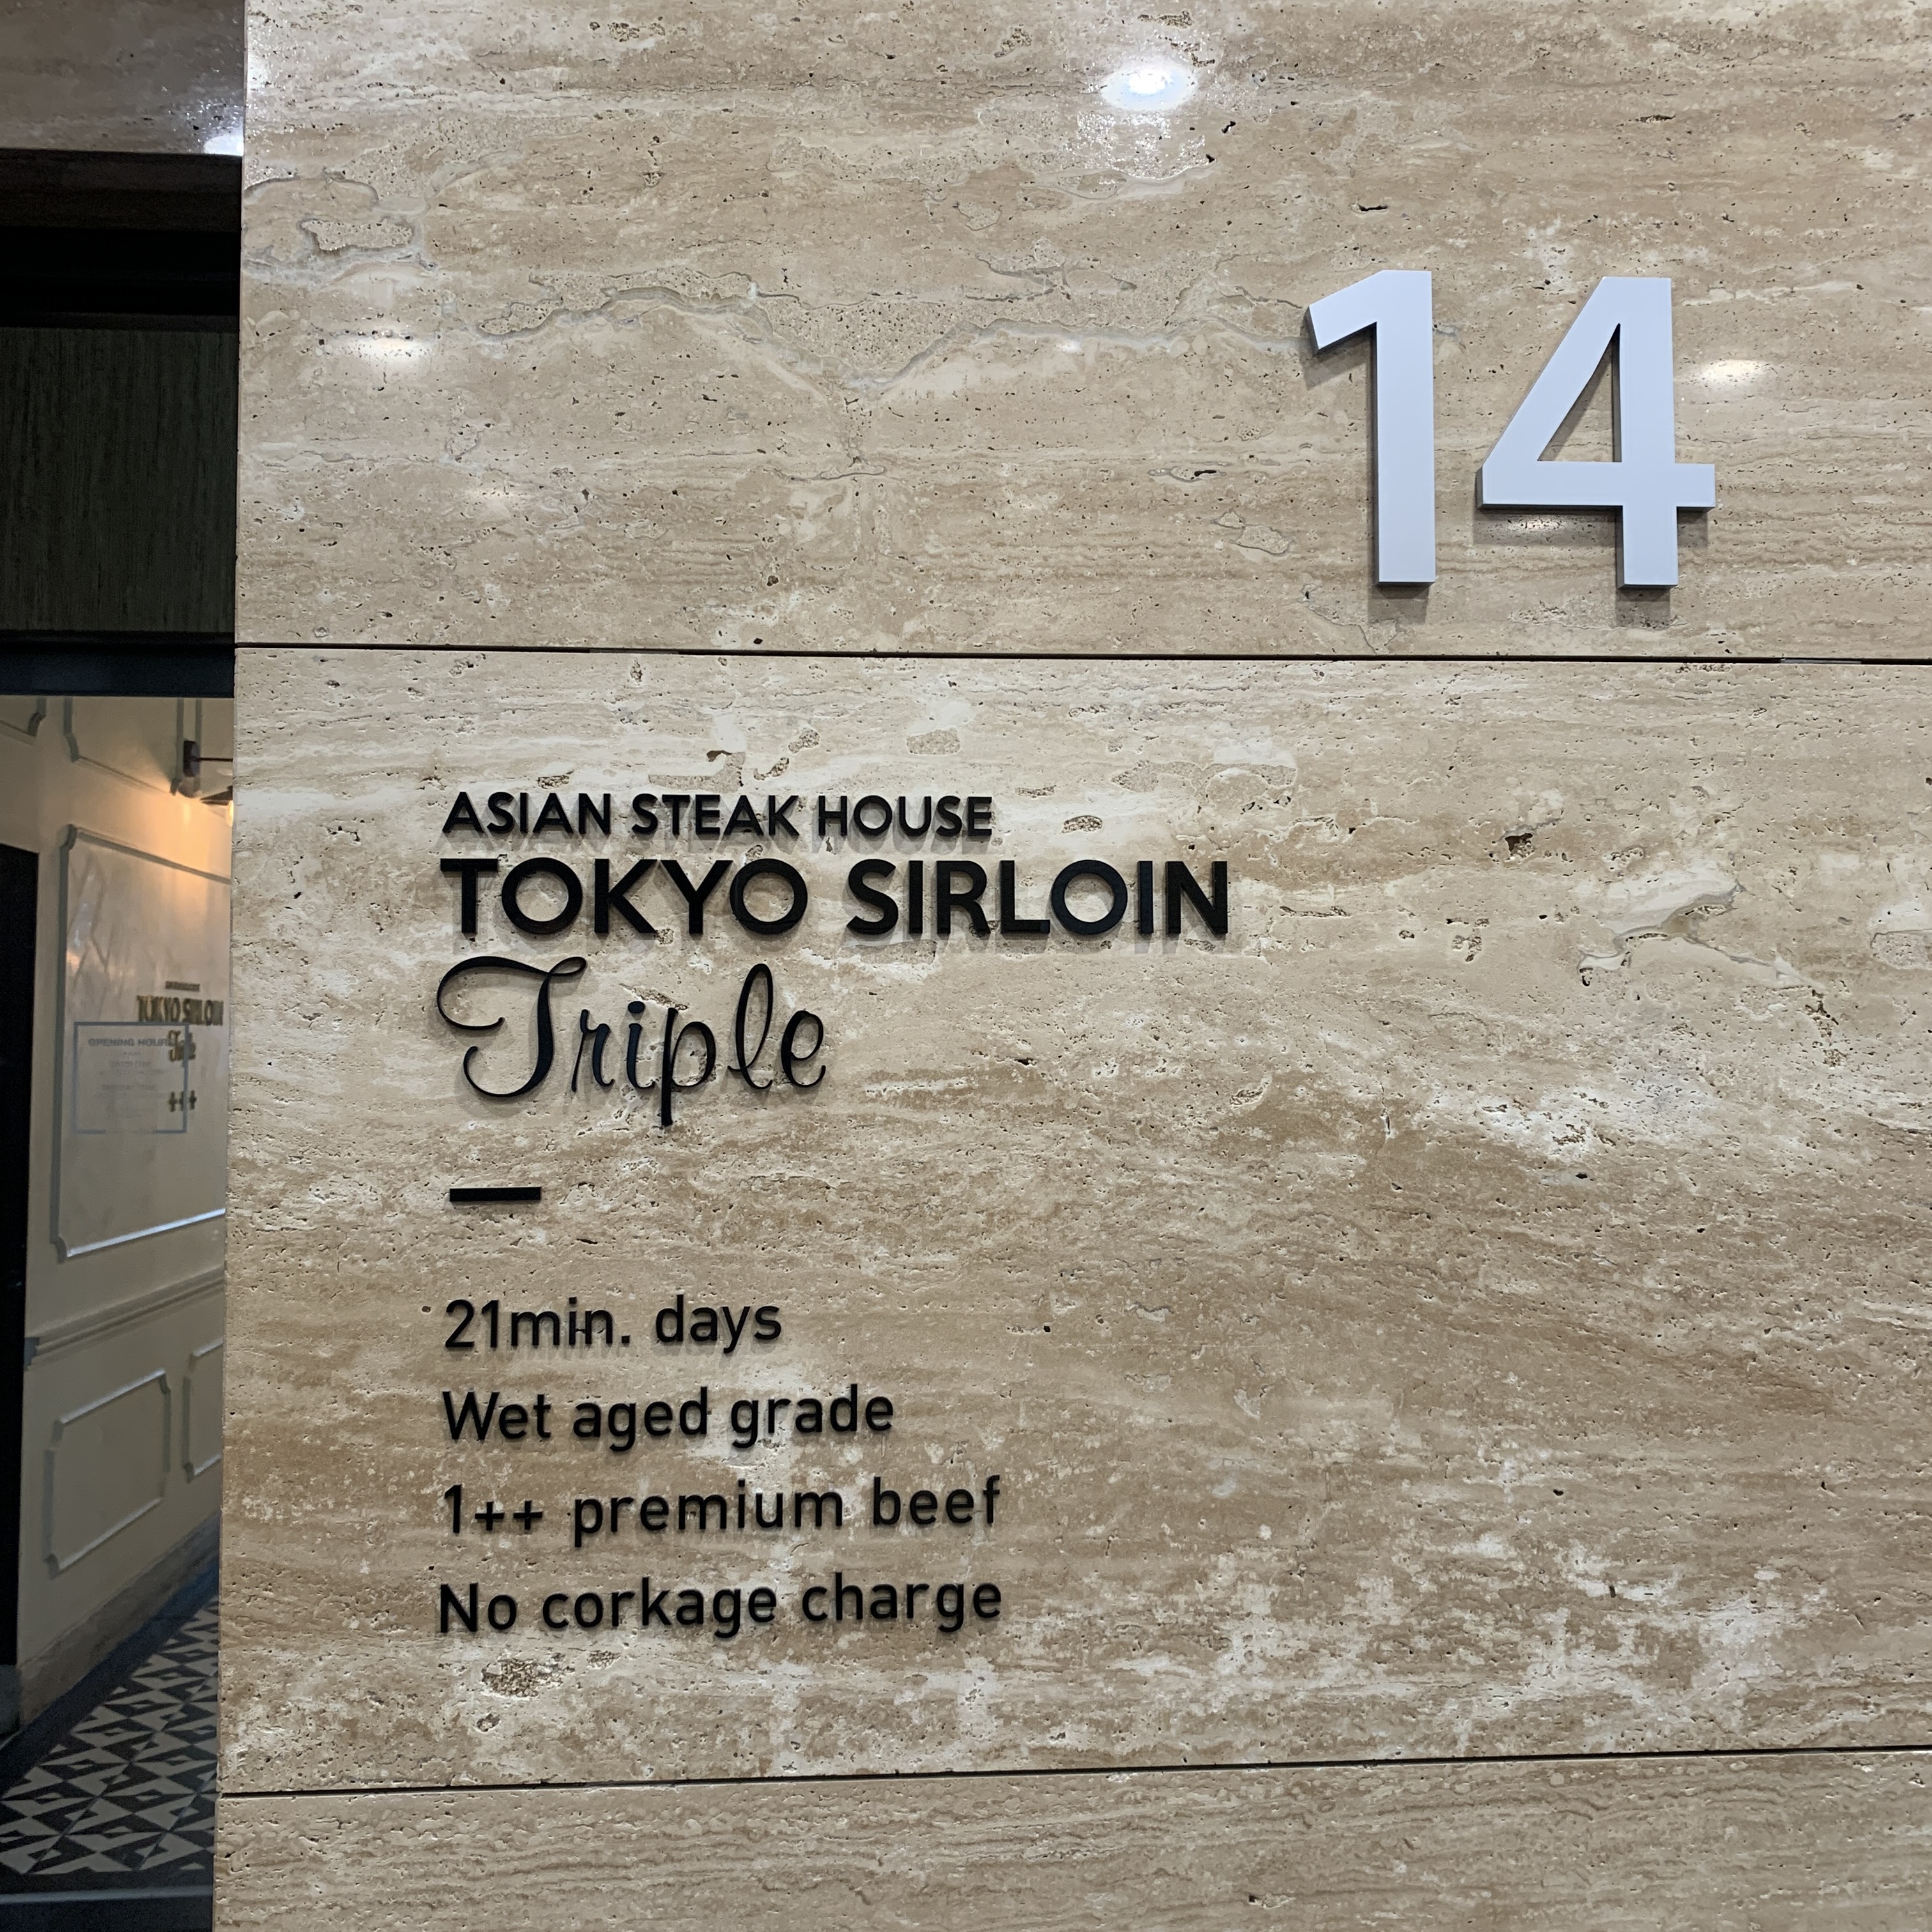 14
ASIAN STEAK HOUSE
TOKYO SIRLOIN
Triple
21min. days
Wet aged grade
1++ premium beef
No corkage charge
TOKYO SIRLOIN
OPENING HOUR
+++